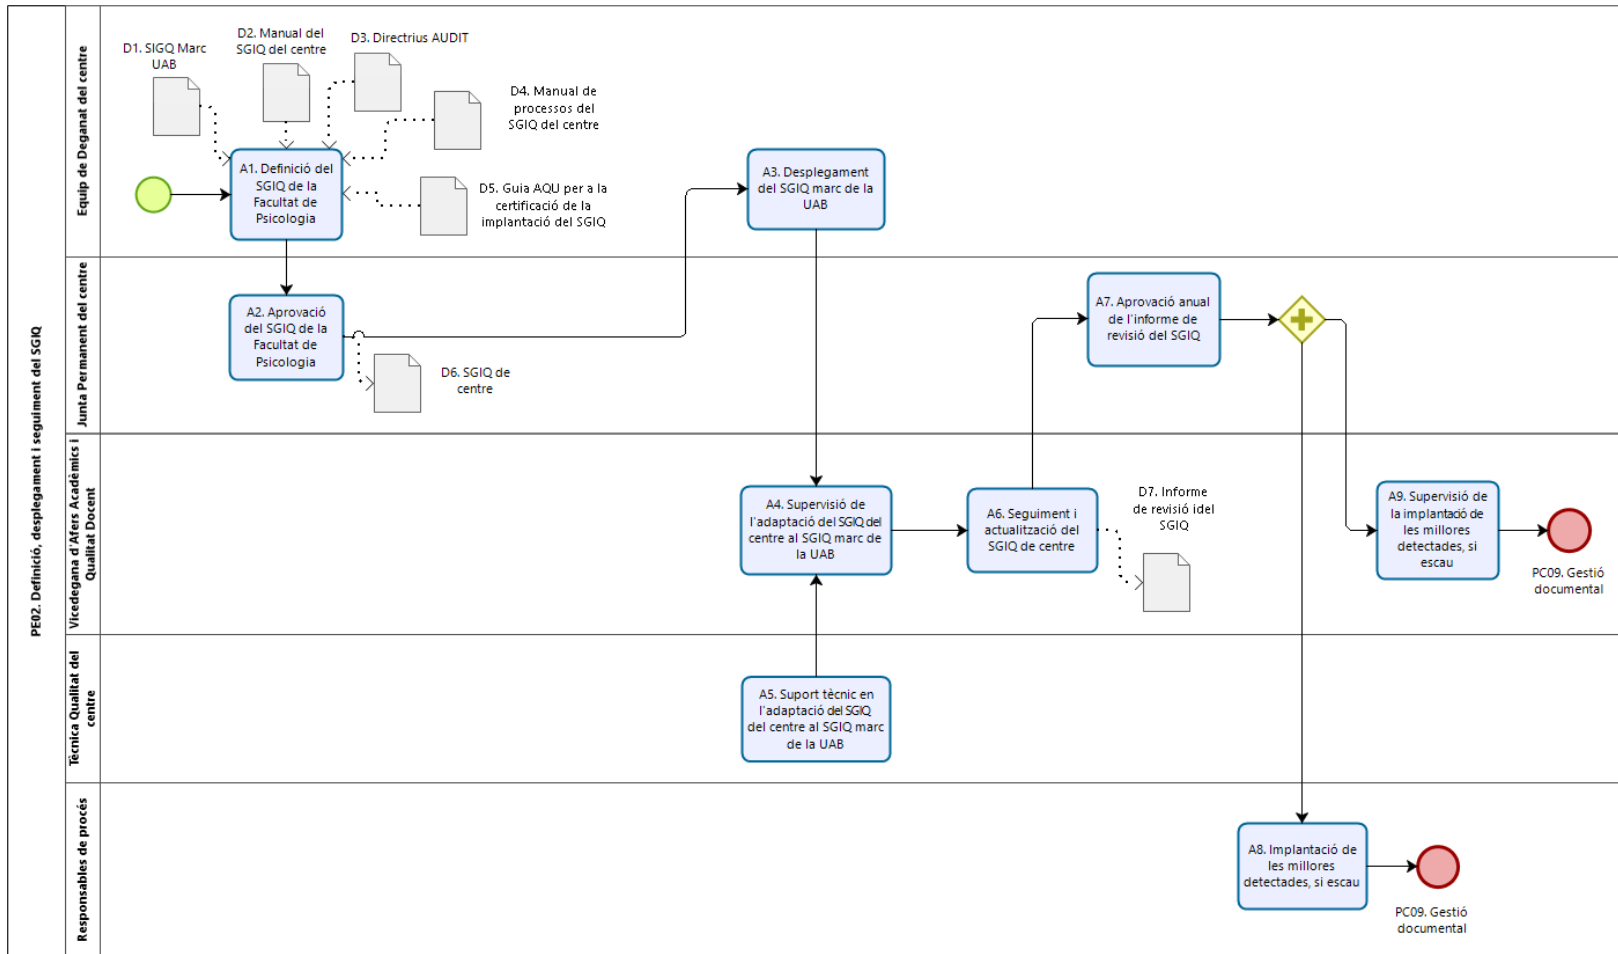 PE02. Definició, desplegament i seguiment del SGIQ
Equip de Deganat del centre
D1. SIGQ Marc
UAB
D2. Manual del
SGIQ del centre
D3. Directrius AUDIT
D4. Manual de
processos del
SGIQ del centre
D5. Guia AQU per a la
certificació de la
implantació del SGIQ
A1. Definició del
SGIQ de la
Facultat de
Psicologia
A3. Desplegament
del SGIQ marc de la
UAB
Junta Permanent del centre
A2. Aprovació
del SGIQ de la
Facultat de
Psicologia
D6. SGIQ de
centre
A7. Aprovació anual
de l'informe de
revisió del SGIQ
Vicedegana d'Afers Acadèmics i
Qualitat Docent
A4. Supervisió de
l'adaptació del SGIQ del
centre al SGIQ marc de
la UAB
A6. Seguiment i
actualització del
SGIQ de centre
D7. Informe
de revisió idel
SGIQ
A9. Supervisió de
la implantació de
les millores
detectades, si
escau
PC09. Gestió
documental
Tècnica Qualitat del
centre
A5. Suport tècnic en
l'adaptació del SGIQ
del centre al SGIQ marc
de la UAB
Responsables de procés
A8. Implantació de
les millores
detectades, si escau
PC09. Gestió
documental